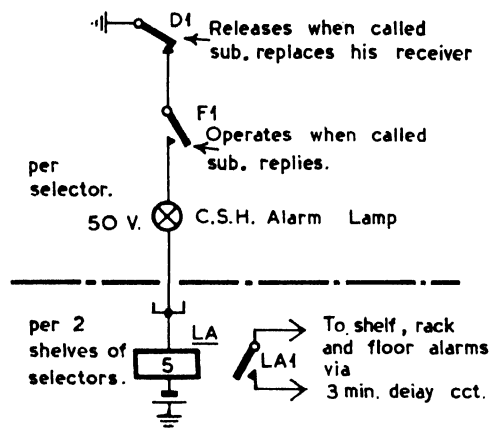 D1
Releases when called
sub. replaces his receiver
F1
Operates when called
sub. replies.
per
selector.
50 V.
C.S.H. Alarm Lamp
per 2
shelves of
selectors.
LA
5
LA1
To shelf, rack
and floor alarms
via
3 min. delay cct.